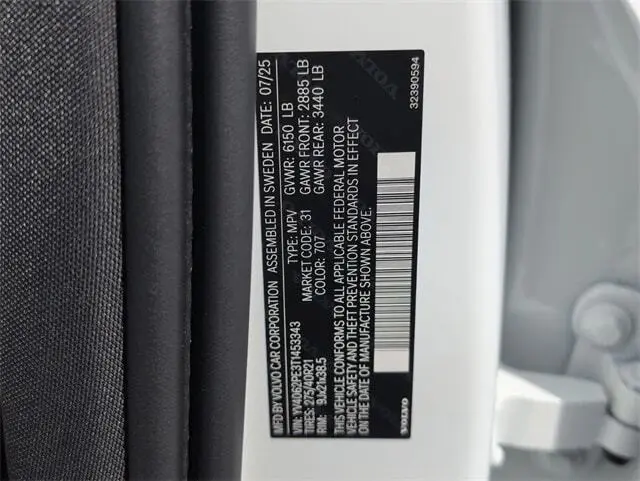 MFD BY VOLVO CAR CORPORATION ASSEMBLED IN SWEDEN DATE: 07/25
VIN: YV4062PE3T1453343 TYPE: MPV GVWR: 6150 LB
TIRES: 275/40R21 MARKET CODE: 31 GAWR FRONT: 2885 LB
RIM: 9Jx21x38.5 COLOR: 707 GAWR REAR: 3440 LB
THIS VEHICLE CONFORMS TO ALL APPLICABLE FEDERAL MOTOR
VEHICLE SAFETY AND THEFT PREVENTION STANDARDS IN EFFECT
ON THE DATE OF MANUFACTURE SHOWN ABOVE.
VOLVO
32390594